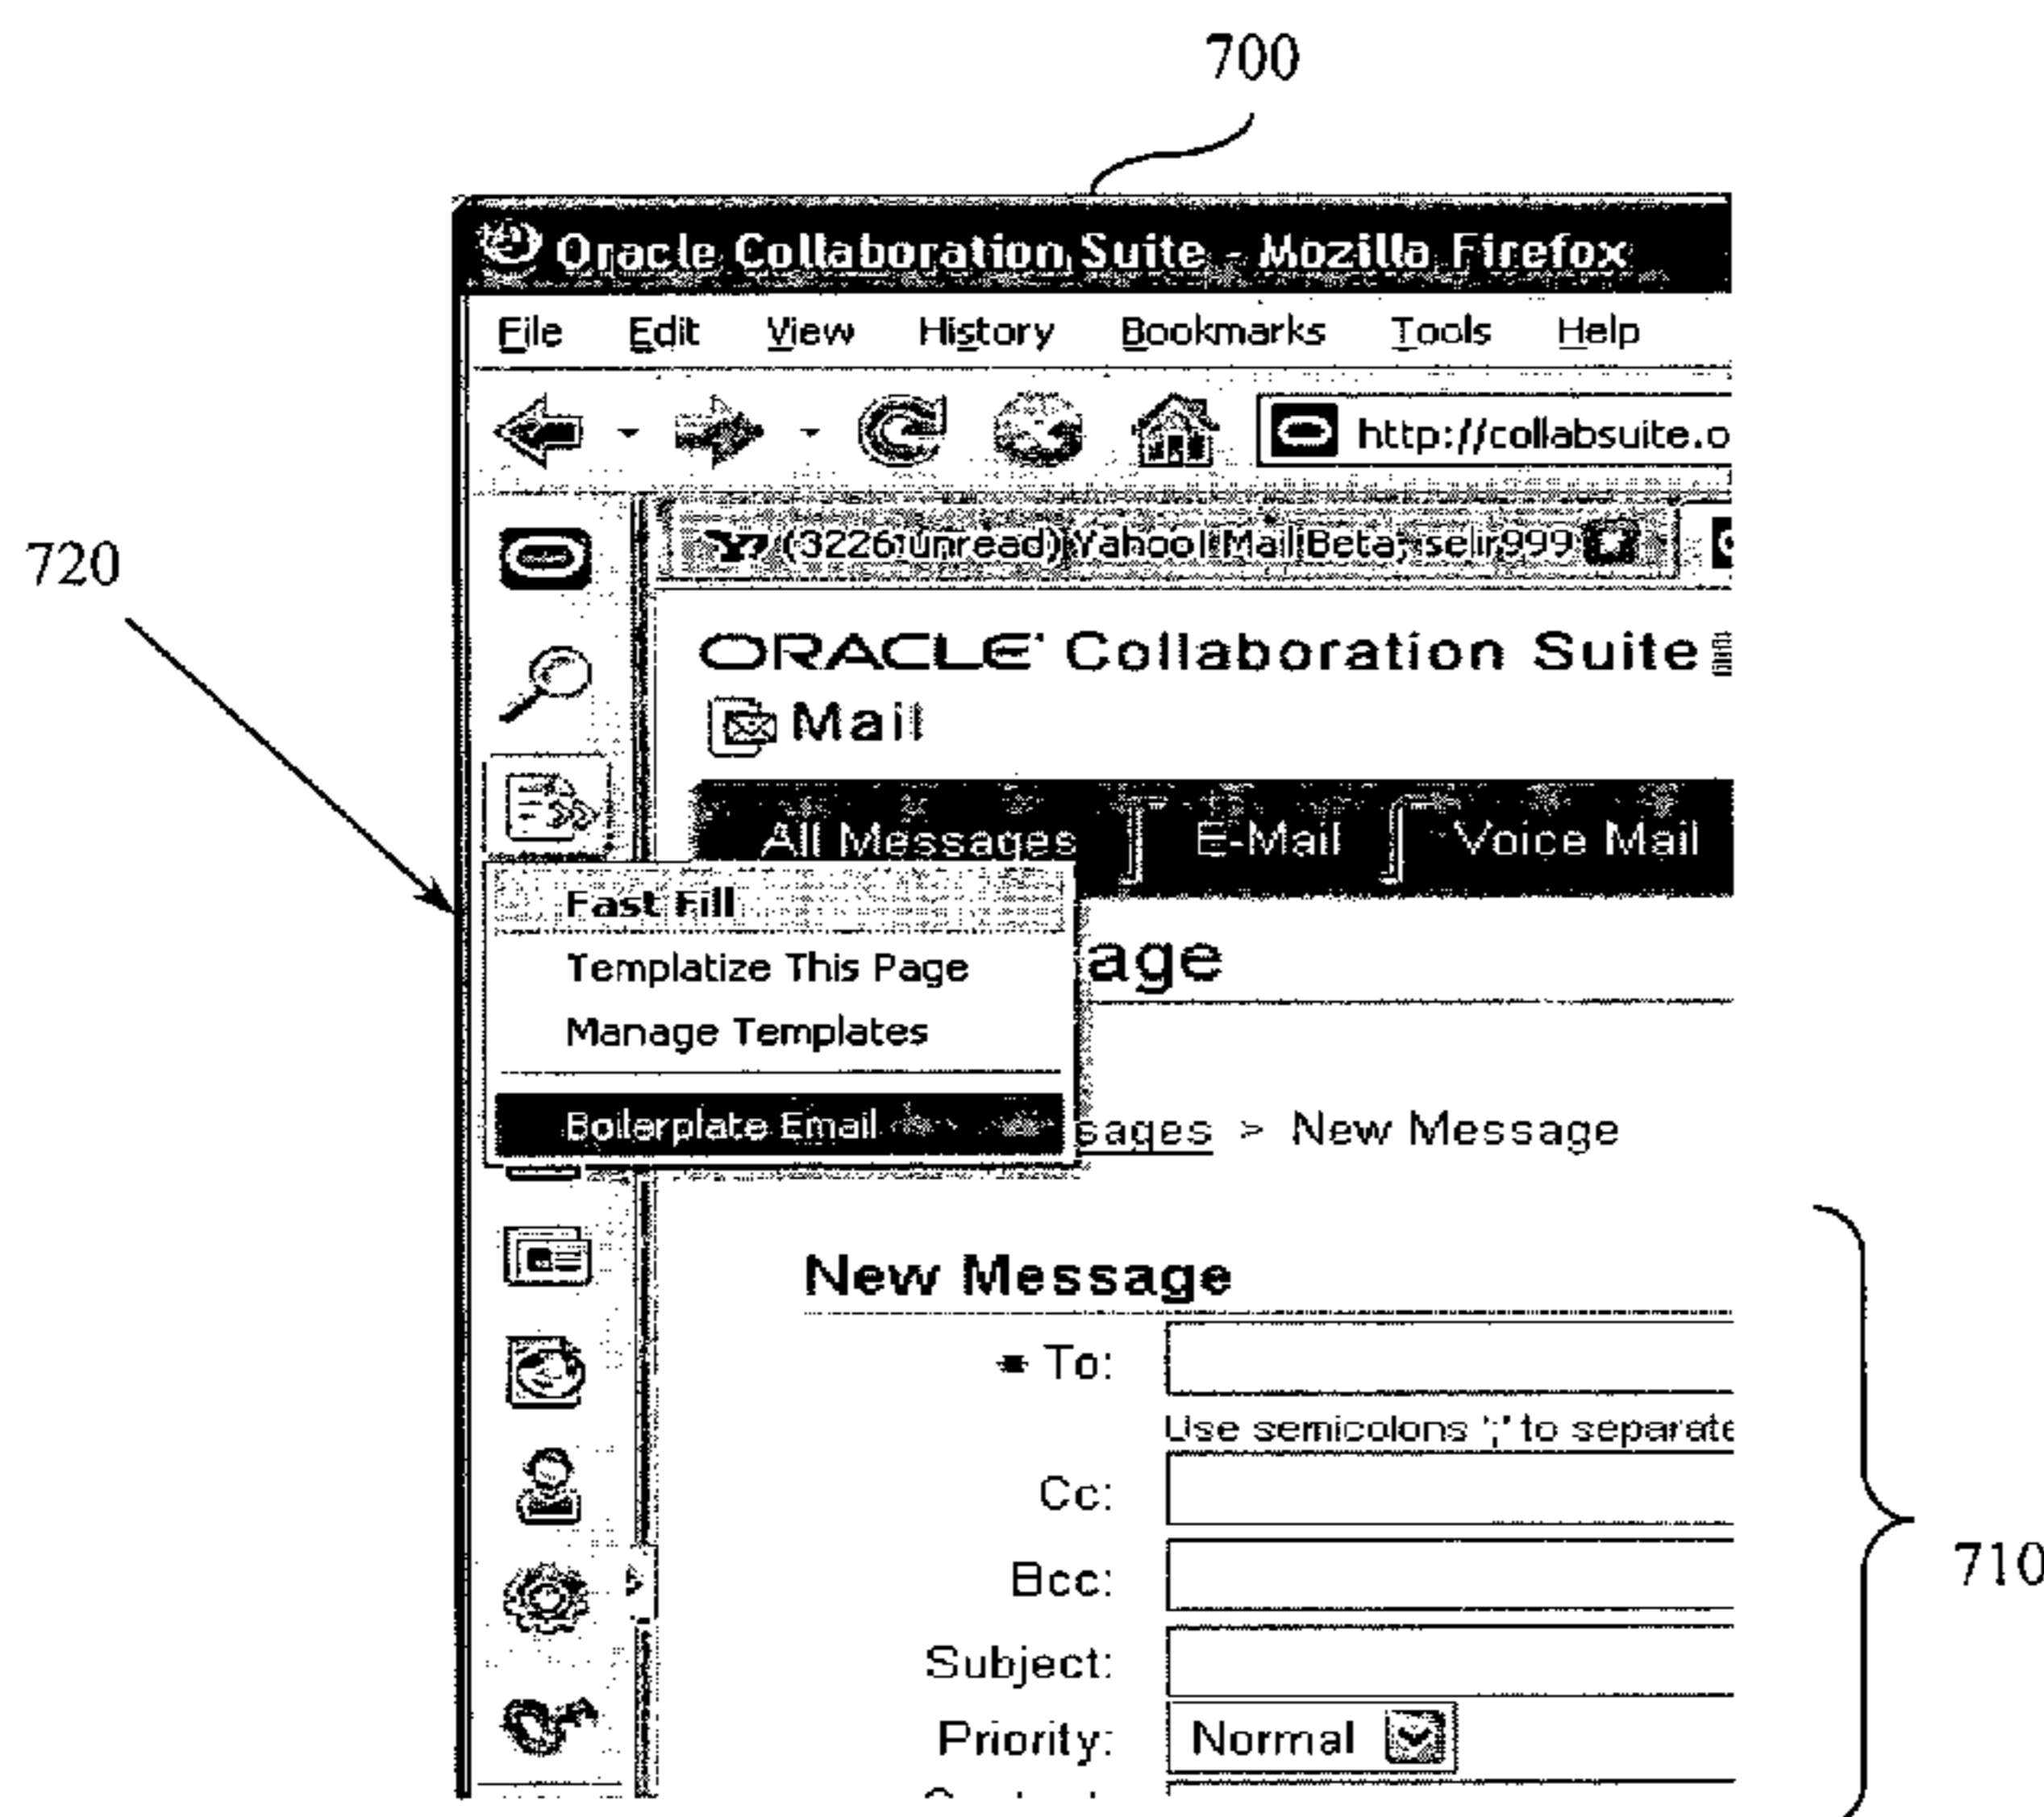 700
Oracle Collaboration Suite - Mozilla Firefox
File Edit View History Bookmarks Tools Help
http://collabsuite.o
720
(3226 unread) Yahoo! Mail Beta, selir999
ORACLE' Collaboration Suite
Mail
All Messages E-Mail Voice Mail
Fast Fill
Templatize This Page
age
Manage Templates
Boilerplate Email
sages > New Message
New Message
* To:
Use semicolons ';' to separate
Cc:
Bcc:
710
Subject:
Priority: Normal